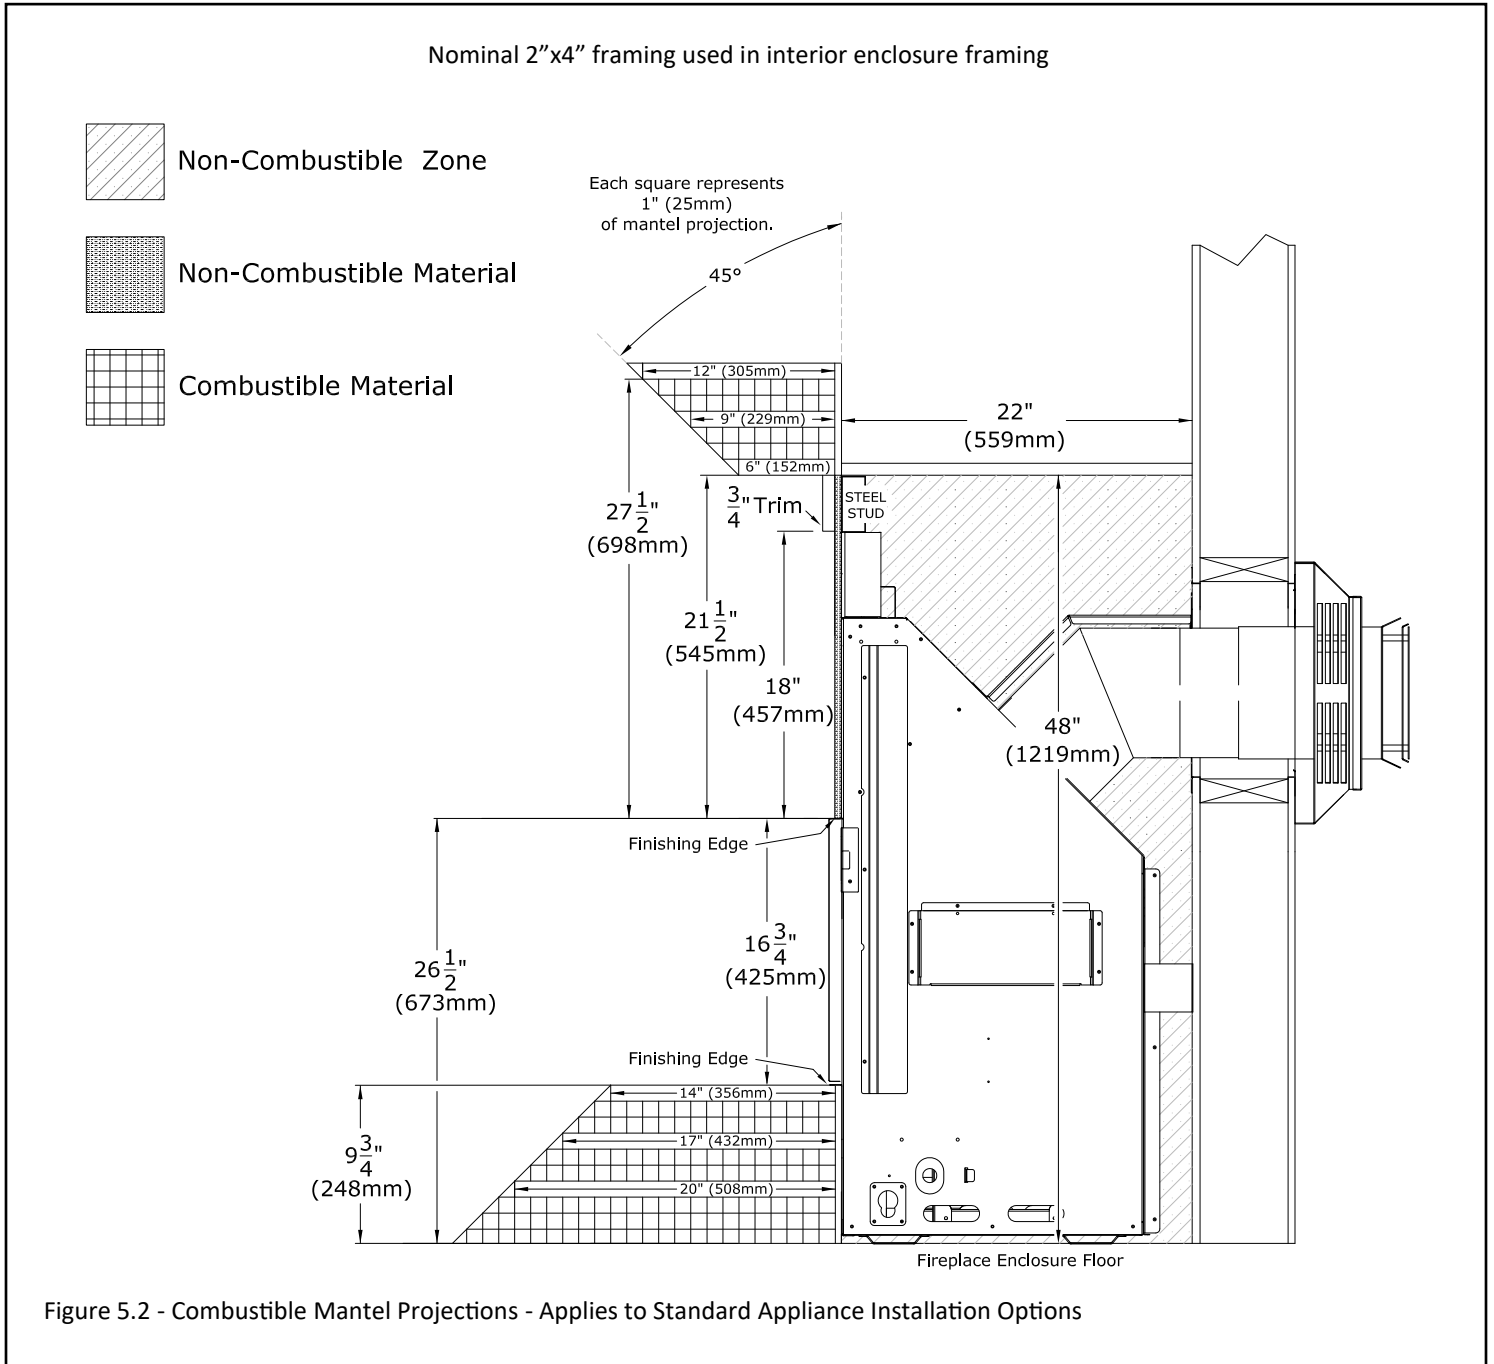 Nominal 2”x4” framing used in interior enclosure framing
Non-Combustible Zone
Non-Combustible Material
Combustible Material
Each square represents
1" (25mm)
of mantel projection.
45°
12" (305mm)
9" (229mm)
6" (152mm)
22"
(559mm)
3/4" Trim
STEEL
STUD
27 1/2"
(698mm)
21 1/2"
(545mm)
18"
(457mm)
48"
(1219mm)
Finishing Edge
16 3/4"
(425mm)
26 1/2"
(673mm)
Finishing Edge
14" (356mm)
17" (432mm)
20" (508mm)
9 3/4"
(248mm)
Fireplace Enclosure Floor
Figure 5.2 - Combustible Mantel Projections - Applies to Standard Appliance Installation Options